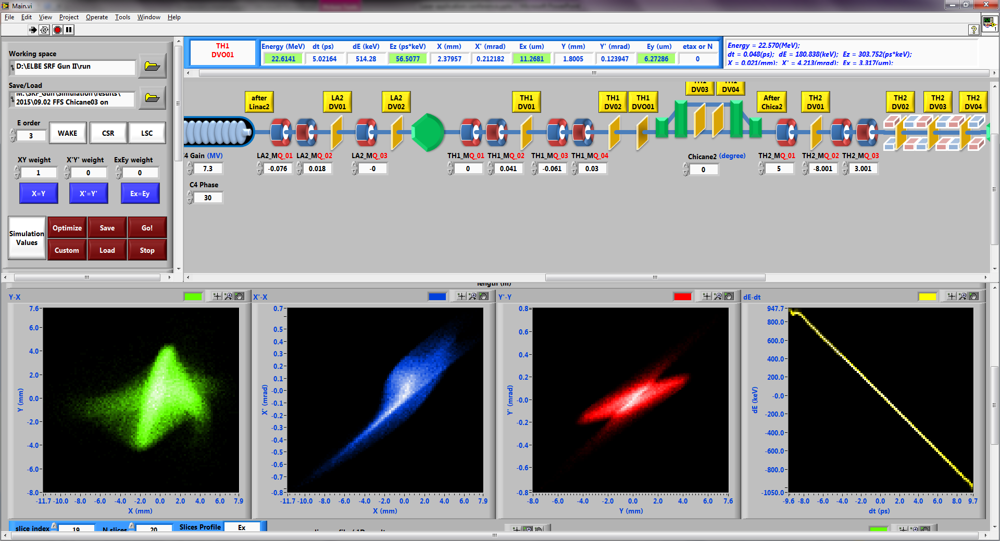 Main.vi
File Edit View Project Operate Tools Window Help
Working space
D:\ELBE SRF Gun II\run
Save/Load
M:\SRF_Gun\Simulation\results\
2015\09.02 FFS Chicane03 on
E order
3
WAKE CSR LSC
XY weight X'Y' weight ExEy weight
1 0 0
X=Y X'=Y' Ex=Ey
Simulation Values
Optimize Save Go!
Custom Load Stop
TH1
DVO01
Energy (MeV) dt (ps) dE (keV) Ez (ps*keV) X (mm) X' (mrad) Ex (um) Y (mm) Y' (mrad) Ey (um) etax or N
22.6141 5.02164 514.28 56.5077 2.37957 0.212182 11.2681 1.8005 0.123947 6.27286 0
Energy = 22.570(MeV);
dt = 0.048(ps); dE = 180.838(keV); Ez = 303.752(ps*keV);
X = 0.021(mm); X' = 4.213(mrad); Ex = 3.317(um);
after
Linac2
LA2
DV01
LA2
DV02
TH1
DV01
TH1
DV02
TH1
DVO01
TH1
DV03
TH1
DV04
After
Chica2
TH2
DV01
TH2
DV02
TH2
DV03
TH2
DV04
4 Gain (MV) LA2_MQ_01 LA2_MQ_02 LA2_MQ_03 TH1_MQ_01 TH1_MQ_02 TH1_MQ_03 TH1_MQ_04 Chicane2 (degree) TH2_MQ_01 TH2_MQ_02 TH2_MQ_03
7.3 -0.076 0.018 -0 0 0.041 -0.061 0.03 0 5 -8.001 3.001
C4 Phase
30
length (m)
Y-X
7.6
6.0
4.0
2.0
0.0
-2.0
-4.0
-6.0
-8.0
Y (mm)
-11.7 -10.0 -8.0 -6.0 -4.0 -2.0 0.0 2.0 4.0 7.9
X (mm)
X'-X
0.7
0.5
0.4
0.3
0.2
0.1
-0.0
-0.1
-0.2
-0.3
-0.4
-0.5
-0.6
-0.7
-0.8
X' (mrad)
-11.7 -10.0 -8.0 -6.0 -4.0 -2.0 0.0 2.0 4.0 7.9
X (mm)
Y'-Y
0.8
0.6
0.4
0.2
-0.0
-0.2
-0.4
-0.6
-0.8
Y' (mrad)
-8.0 -6.0 -4.0 -2.0 0.0 2.0 4.0 7.6
Y (mm)
dE-dt
947.7
800.0
600.0
400.0
200.0
-0.0
-200.0
-400.0
-600.0
-800.0
-1050.0
dE (keV)
-9.6 -8.0 -6.0 -4.0 -2.0 0.0 2.0 4.0 6.0 8.0 9.7
dt (ps)
slice index 19 N slices 20 Slices Profile Ex